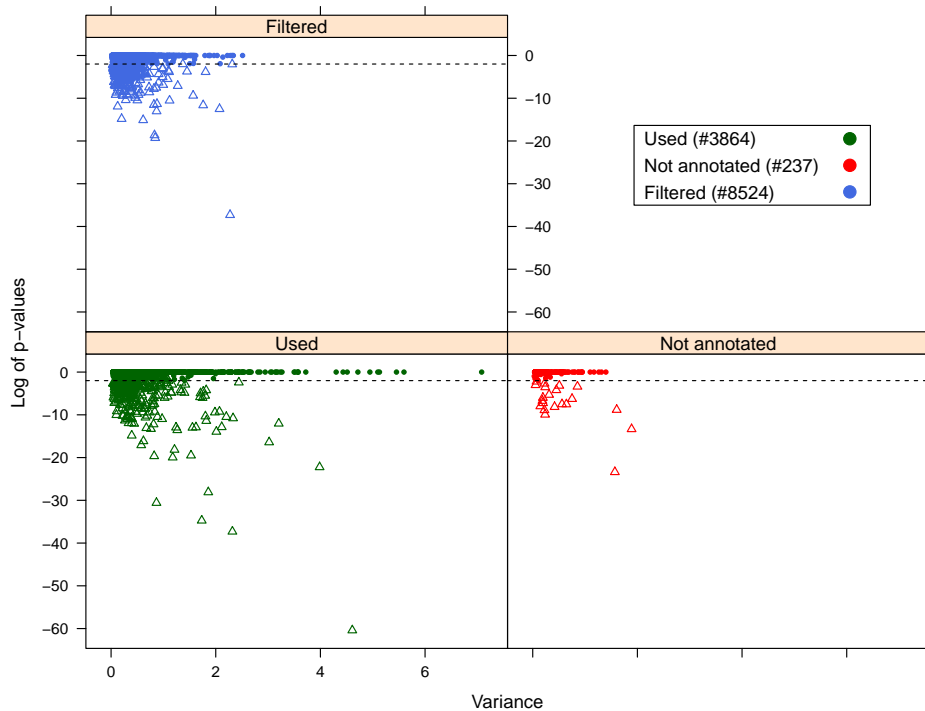 Filtered
0
−10
−20
−30
−40
−50
−60
Used (#3864)
Not annotated (#237)
Filtered (#8524)
Log of p−values
Used
Not annotated
0
−10
−20
−30
−40
−50
−60
0 2 4 6
Variance